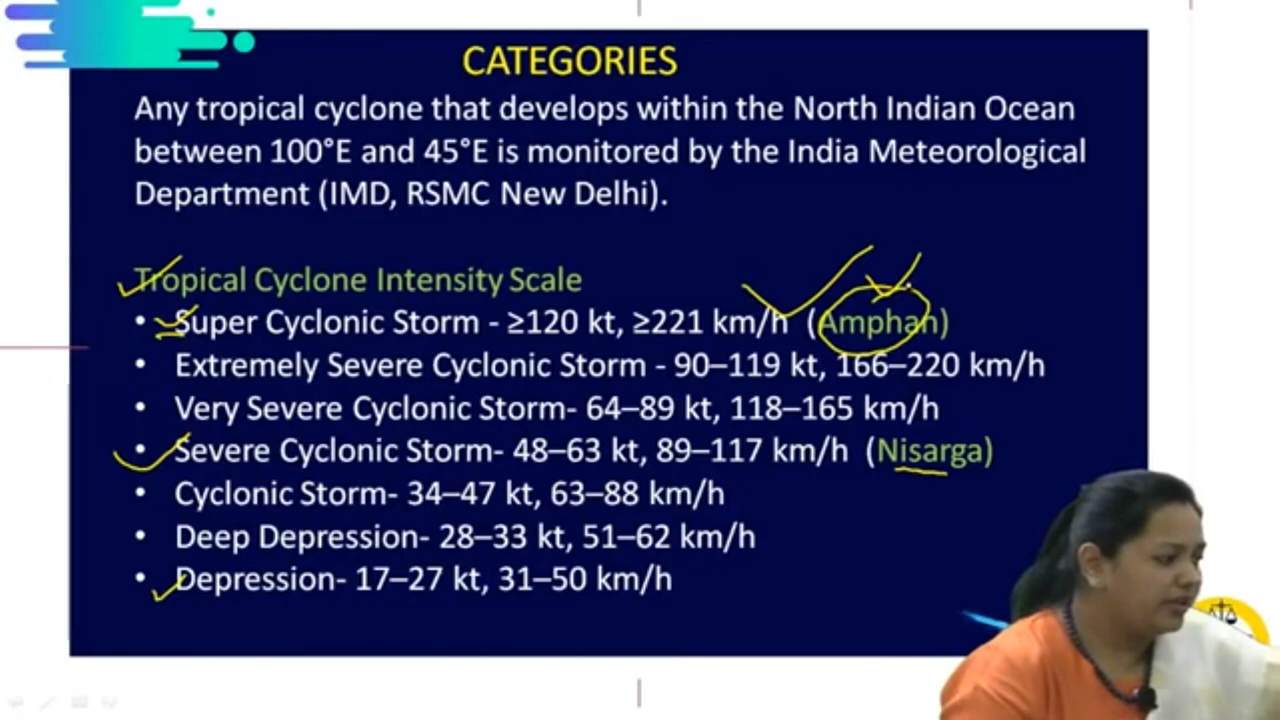 CATEGORIES
Any tropical cyclone that develops within the North Indian Ocean
between 100°E and 45°E is monitored by the India Meteorological
Department (IMD, RSMC New Delhi).
Tropical Cyclone Intensity Scale
• Super Cyclonic Storm - ≥120 kt, ≥221 km/h (Amphan)
• Extremely Severe Cyclonic Storm - 90–119 kt, 166–220 km/h
• Very Severe Cyclonic Storm- 64–89 kt, 118–165 km/h
• Severe Cyclonic Storm- 48–63 kt, 89–117 km/h (Nisarga)
• Cyclonic Storm- 34–47 kt, 63–88 km/h
• Deep Depression- 28–33 kt, 51–62 km/h
• Depression- 17–27 kt, 31–50 km/h